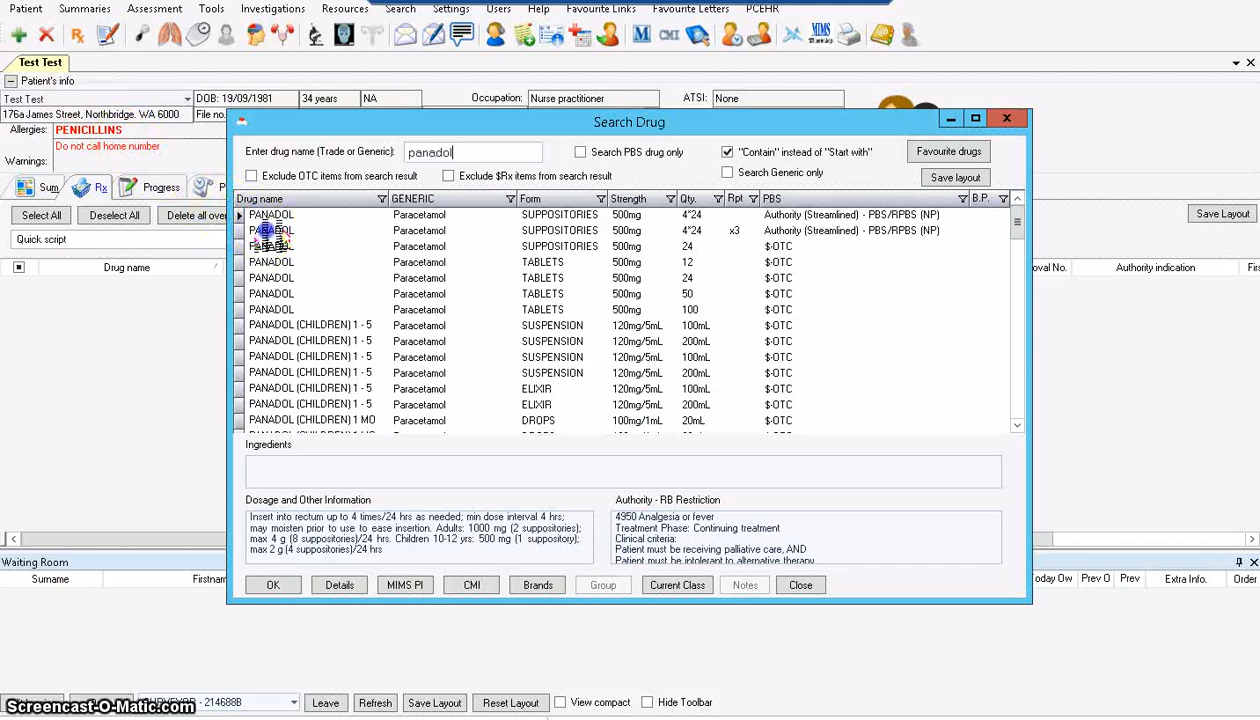 Patient Summaries Assessment Tools Investigations Resources Search Settings Users Help Favourite Links Favourite Letters PCEHR
Test Test
Patient's info
Test Test DOB: 19/09/1981 34 years NA Occupation: Nurse practitioner ATSI: None
176a James Street, Northbridge. WA 6000 File no.
Allergies: PENICILLINS
Warnings: Do not call home number
Sum Rx Progress
Select All Deselect All Delete all Save Layout
Quick script
Drug name Authority indication
Search Drug
Enter drug name (Trade or Generic): panadol Search PBS drug only "Contain" instead of "Start with" Favourite drugs
Exclude OTC items from search result Exclude $Rx items from search result Search Generic only Save layout
Drug name GENERIC Form Strength Qty. Rpt PBS B.P.
PANADOL Paracetamol SUPPOSITORIES 500mg 4*24 Authority (Streamlined) - PBS/RPBS (NP)
PANADOL Paracetamol SUPPOSITORIES 500mg 4*24 x3 Authority (Streamlined) - PBS/RPBS (NP)
PANADOL Paracetamol SUPPOSITORIES 500mg 24 $-OTC
PANADOL Paracetamol TABLETS 500mg 12 $-OTC
PANADOL Paracetamol TABLETS 500mg 24 $-OTC
PANADOL Paracetamol TABLETS 500mg 50 $-OTC
PANADOL Paracetamol TABLETS 500mg 100 $-OTC
PANADOL (CHILDREN) 1 - 5 Paracetamol SUSPENSION 120mg/5mL 100mL $-OTC
PANADOL (CHILDREN) 1 - 5 Paracetamol SUSPENSION 120mg/5mL 200mL $-OTC
PANADOL (CHILDREN) 1 - 5 Paracetamol SUSPENSION 120mg/5mL 100mL $-OTC
PANADOL (CHILDREN) 1 - 5 Paracetamol SUSPENSION 120mg/5mL 200mL $-OTC
PANADOL (CHILDREN) 1 - 5 Paracetamol ELIXIR 120mg/5mL 100mL $-OTC
PANADOL (CHILDREN) 1 - 5 Paracetamol ELIXIR 120mg/5mL 200mL $-OTC
PANADOL (CHILDREN) 1 MO Paracetamol DROPS 100mg/1mL 20mL $-OTC
Ingredients
Dosage and Other Information
Insert into rectum up to 4 times/24 hrs as needed; min dose interval 4 hrs;
may moisten prior to use to ease insertion. Adults: 1000 mg (2 suppositories);
max 4 g (8 suppositories)/24 hrs. Children 10-12 yrs: 500 mg (1 suppository);
max 2 g (4 suppositories)/24 hrs
Authority - RB Restriction
4950 Analgesia or fever
Treatment Phase: Continuing treatment
Clinical criteria:
Patient must be receiving palliative care, AND
Patient must be intolerant to alternative therapy
OK Details MIMS PI CMI Brands Group Current Class Notes Close
Waiting Room
Surname Firstname Today Ow Prev O Prev Extra Info. Order
SURVEYOR - 214688B Leave Refresh Save Layout Reset Layout View compact Hide Toolbar
Screencast-O-Matic.com